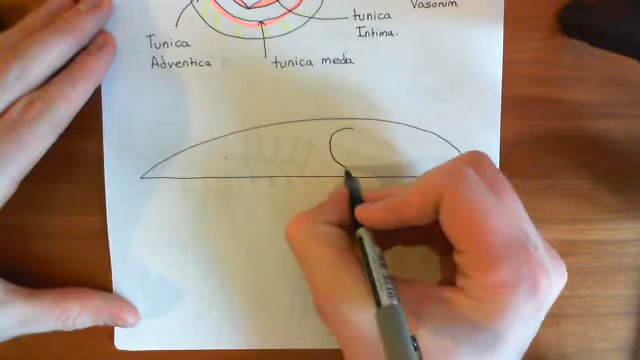 Vasorum
tunica
Intima.
Tunica
Adventica
tunica meda